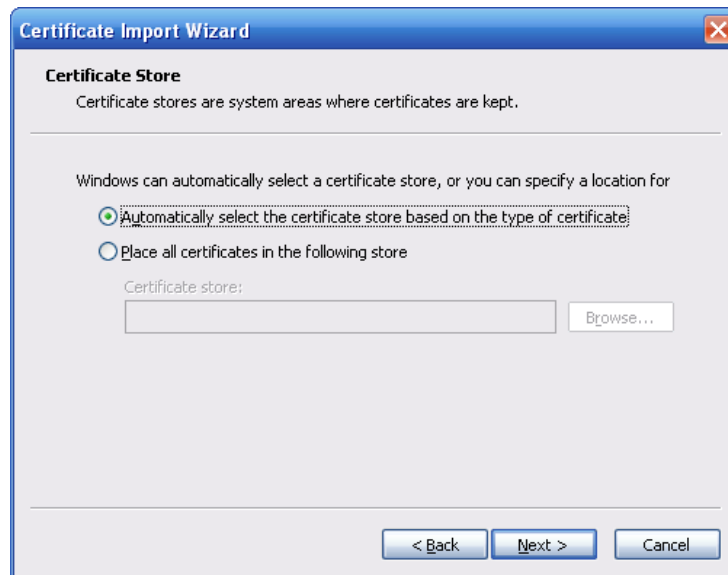 Certificate Import Wizard
Certificate Store
Certificate stores are system areas where certificates are kept.
Windows can automatically select a certificate store, or you can specify a location for
Automatically select the certificate store based on the type of certificate
Place all certificates in the following store
Certificate store:
Browse...
< Back Next > Cancel